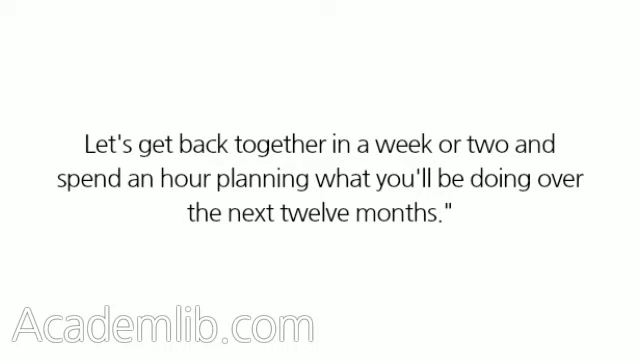 Let's get back together in a week or two and
spend an hour planning what you'll be doing over
the next twelve months."
Academlib.com